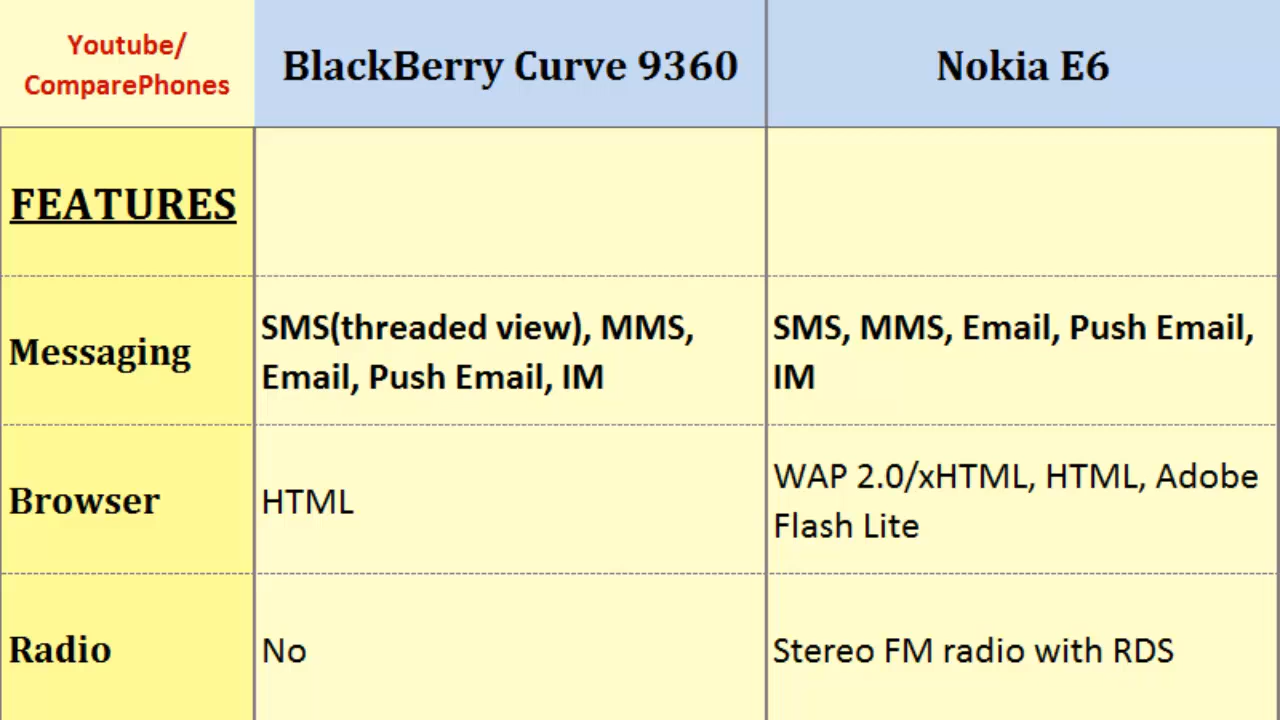 Youtube/
ComparePhones
BlackBerry Curve 9360
Nokia E6
FEATURES
Messaging
SMS(threaded view), MMS,
Email, Push Email, IM
SMS, MMS, Email, Push Email,
IM
Browser
HTML
WAP 2.0/xHTML, HTML, Adobe
Flash Lite
Radio
No
Stereo FM radio with RDS